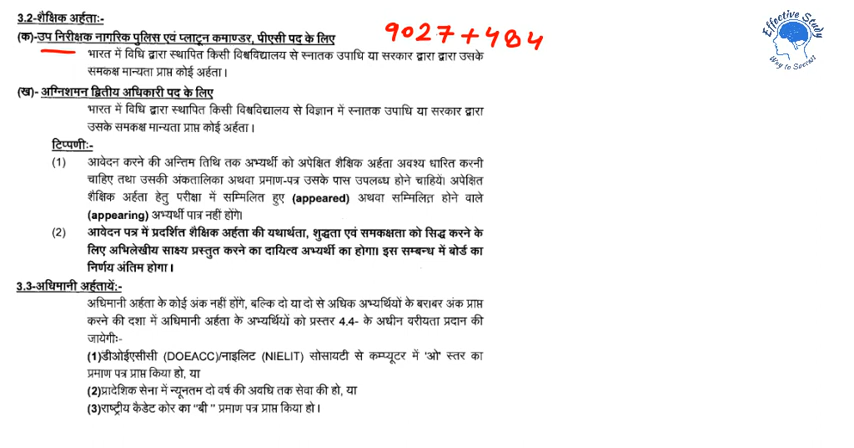 3.2-शैक्षिक अर्हताः-
(क)-उप निरीक्षक नागरिक पुलिस एवं प्लाटून कमाण्डर, पीएसी पद के लिए
9027+484
भारत में विधि द्वारा स्थापित किसी विश्वविद्यालय से स्नातक उपाधि या सरकार द्वारा द्वारा उसके
समकक्ष मान्यता प्राप्त कोई अर्हता।
(ख)- अग्निशमन द्वितीय अधिकारी पद के लिए
भारत में विधि द्वारा स्थापित किसी विश्वविद्यालय से विज्ञान में स्नातक उपाधि या सरकार द्वारा
उसके समकक्ष मान्यता प्राप्त कोई अर्हता।
टिप्पणीः-
(1) आवेदन करने की अन्तिम तिथि तक अभ्यर्थी को अपेक्षित शैक्षिक अर्हता अवश्य धारित करनी
चाहिए तथा उसकी अंकतालिका अथवा प्रमाण-पत्र उसके पास उपलब्ध होने चाहियें। अपेक्षित
शैक्षिक अर्हता हेतु परीक्षा में सम्मिलित हुए (appeared) अथवा सम्मिलित होने वाले
(appearing) अभ्यर्थी पात्र नहीं होंगे।
(2) आवेदन पत्र में प्रदर्शित शैक्षिक अर्हता की यथार्थता, शुद्धता एवं समकक्षता को सिद्ध करने के
लिए अभिलेखीय साक्ष्य प्रस्तुत करने का दायित्व अभ्यर्थी का होगा। इस सम्बन्ध में बोर्ड का
निर्णय अंतिम होगा।
3.3-अधिमानी अर्हतायें:-
अधिमानी अर्हता के कोई अंक नहीं होंगे, बल्कि दो या दो से अधिक अभ्यर्थियों के बराबर अंक प्राप्त
करने की दशा में अधिमानी अर्हता के अभ्यर्थियों को प्रस्तर 4.4- के अधीन वरीयता प्रदान की
जायेगीः-
(1)डीओईएसीसी (DOEACC)/नाइलिट (NIELIT) सोसायटी से कम्प्यूटर में 'ओ' स्तर का
प्रमाण पत्र प्राप्त किया हो, या
(2)प्रादेशिक सेना में न्यूनतम दो वर्ष की अवधि तक सेवा की हो, या
(3)राष्ट्रीय कैडेट कोर का "बी" प्रमाण पत्र प्राप्त किया हो।
Effective Study
Way to Success